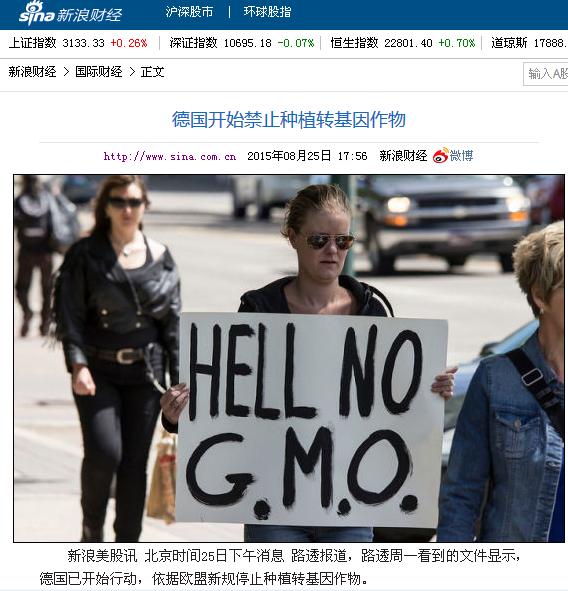 sina 新浪财经 沪深股市 | 环球股指
上证指数 3133.33 +0.26% 深证指数 10695.18 -0.07% 恒生指数 22801.40 +0.70% 道琼斯 17888.
新浪财经 > 国际财经 > 正文
输入A股
德国开始禁止种植转基因作物
http://www.sina.com.cn 2015年08月25日 17:56 新浪财经 微博
HELL NO
G.M.O.
新浪美股讯 北京时间25日下午消息 路透报道，路透周一看到的文件显示，
德国已开始行动，依据欧盟新规停止种植转基因作物。